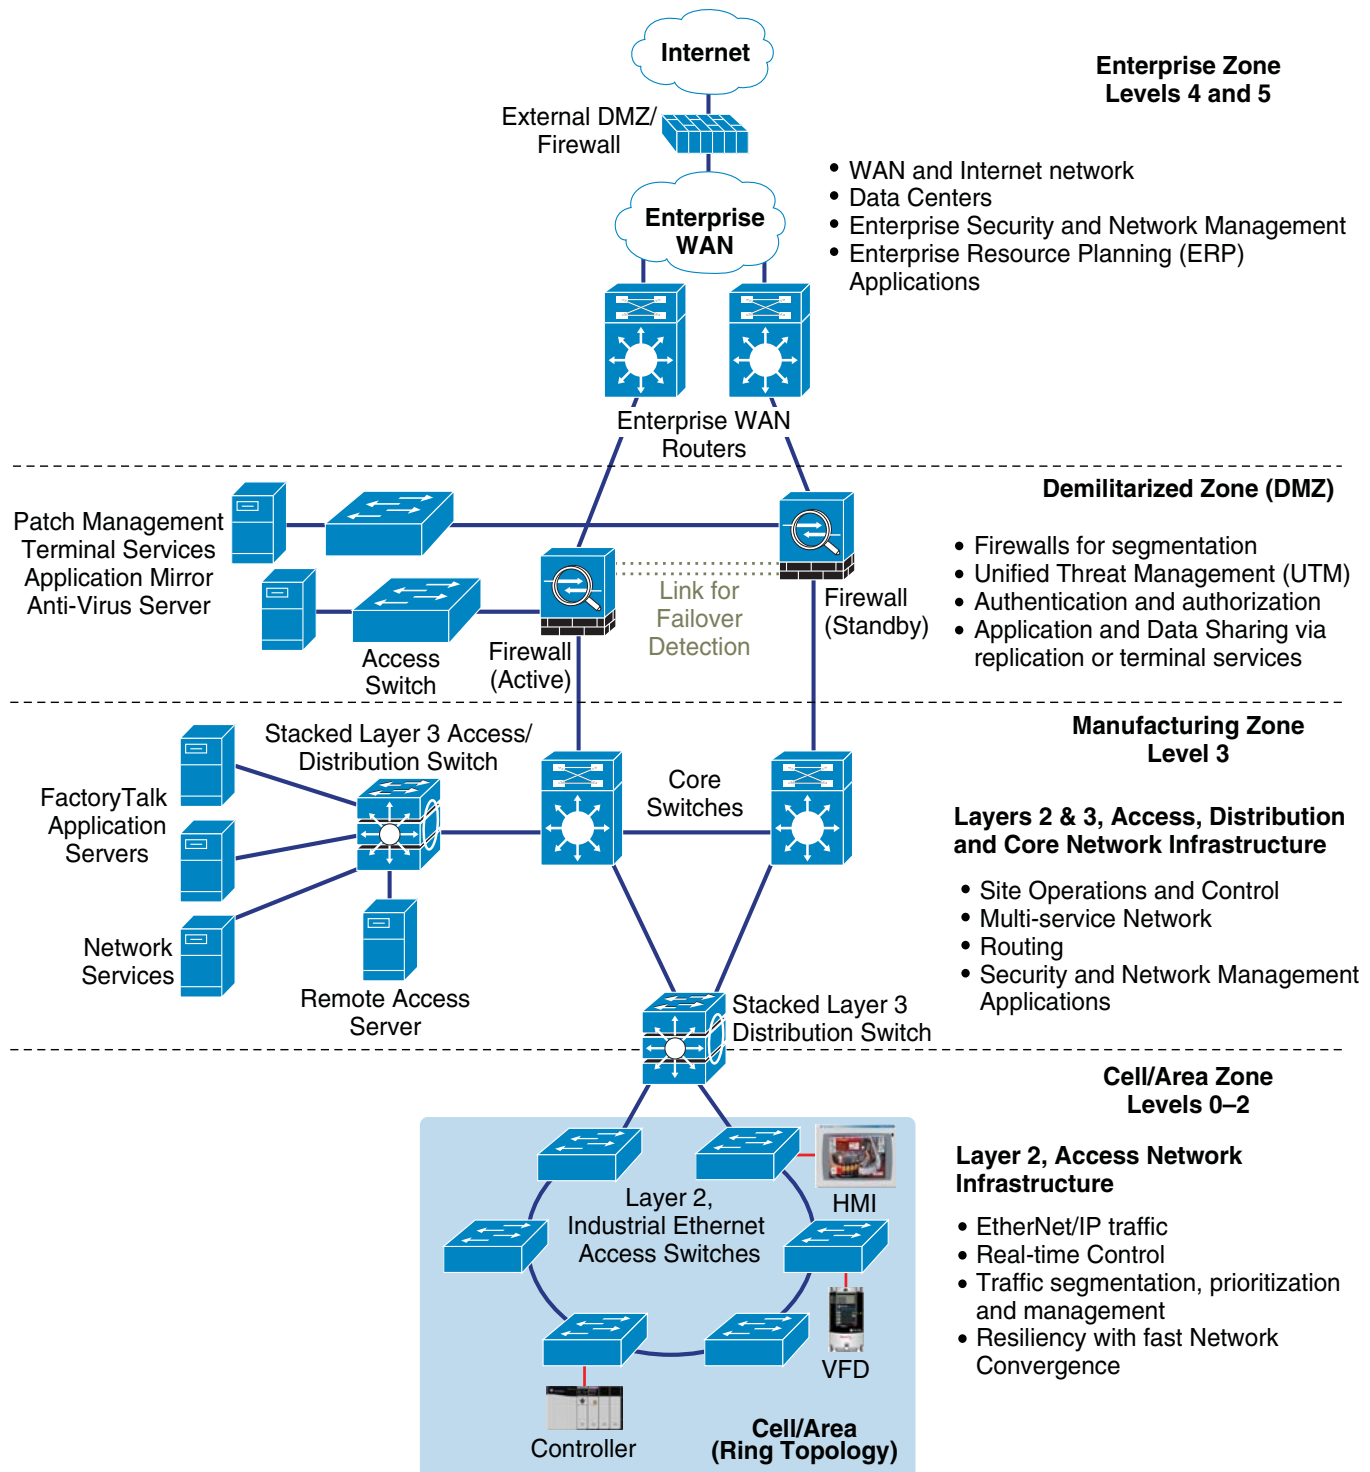 Internet
Enterprise Zone
Levels 4 and 5
External DMZ/
Firewall
• WAN and Internet network
• Data Centers
• Enterprise Security and Network Management
• Enterprise Resource Planning (ERP)
Applications
Enterprise
WAN
Enterprise WAN
Routers
Demilitarized Zone (DMZ)
Patch Management
Terminal Services
Application Mirror
Anti-Virus Server
• Firewalls for segmentation
• Unified Threat Management (UTM)
• Authentication and authorization
• Application and Data Sharing via
replication or terminal services
Link for
Failover
Detection
Firewall
(Standby)
Access
Switch
Firewall
(Active)
Manufacturing Zone
Level 3
Stacked Layer 3 Access/
Distribution Switch
Core
Switches
FactoryTalk
Application
Servers
Layers 2 & 3, Access, Distribution
and Core Network Infrastructure
• Site Operations and Control
• Multi-service Network
• Routing
• Security and Network Management
Applications
Network
Services
Remote Access
Server
Stacked Layer 3
Distribution Switch
Cell/Area Zone
Levels 0–2
Layer 2, Access Network
Infrastructure
• EtherNet/IP traffic
• Real-time Control
• Traffic segmentation, prioritization
and management
• Resiliency with fast Network
Convergence
HMI
Layer 2,
Industrial Ethernet
Access Switches
VFD
Controller
Cell/Area
(Ring Topology)